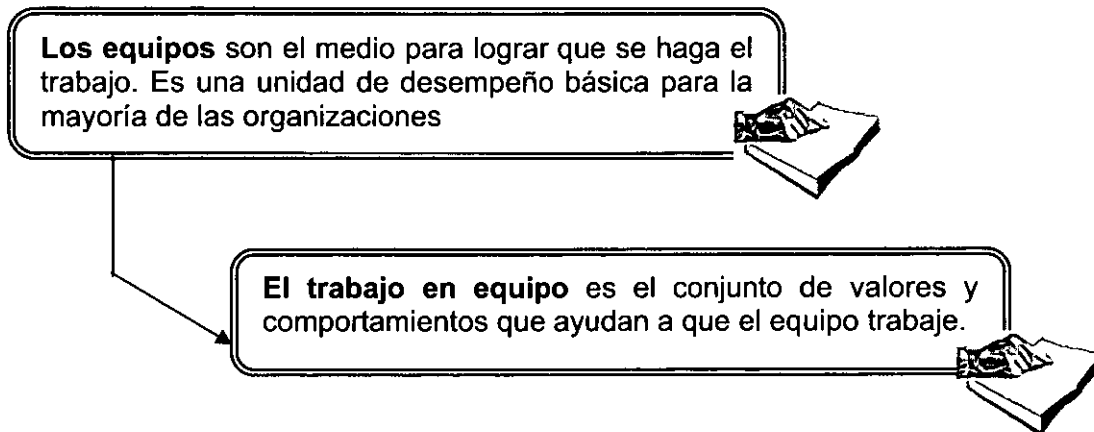 Los equipos son el medio para lograr que se haga el
trabajo. Es una unidad de desempeño básica para la
mayoría de las organizaciones
El trabajo en equipo es el conjunto de valores y
comportamientos que ayudan a que el equipo trabaje.